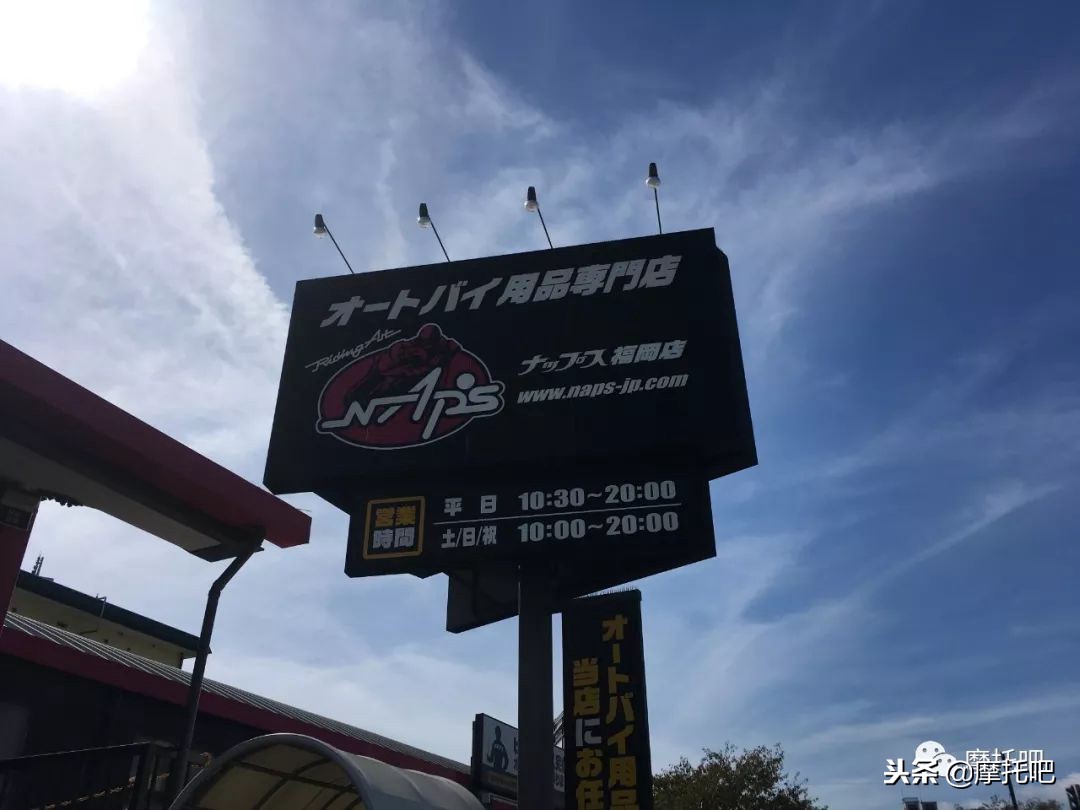 オートバイ用品専門店
Riding Art
NAPS
ナップス 福岡店
www.naps-jp.com
営業時間
平日 10:30~20:00
土/日/祝 10:00~20:00
オートバイ用品
当店にお任
摩托吧
头条@摩托吧